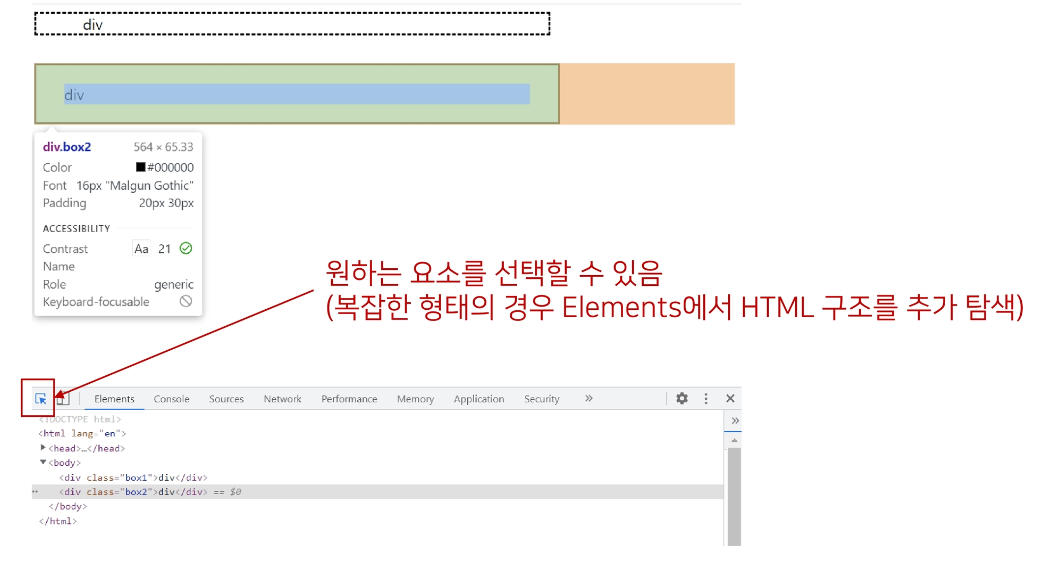 div
div
div.box2 564 × 65.33
Color #000000
Font 16px "Malgun Gothic"
Padding 20px 30px
ACCESSIBILITY
Contrast Aa 21
Name
Role generic
Keyboard-focusable
원하는 요소를 선택할 수 있음
(복잡한 형태의 경우 Elements에서 HTML 구조를 추가 탐색)
Elements Console Sources Network Performance Memory Application Security »
<!DOCTYPE html>
<html lang="en">
<head>…</head>
<body>
<div class="box1">div</div>
<div class="box2">div</div> == $0
</body>
</html>